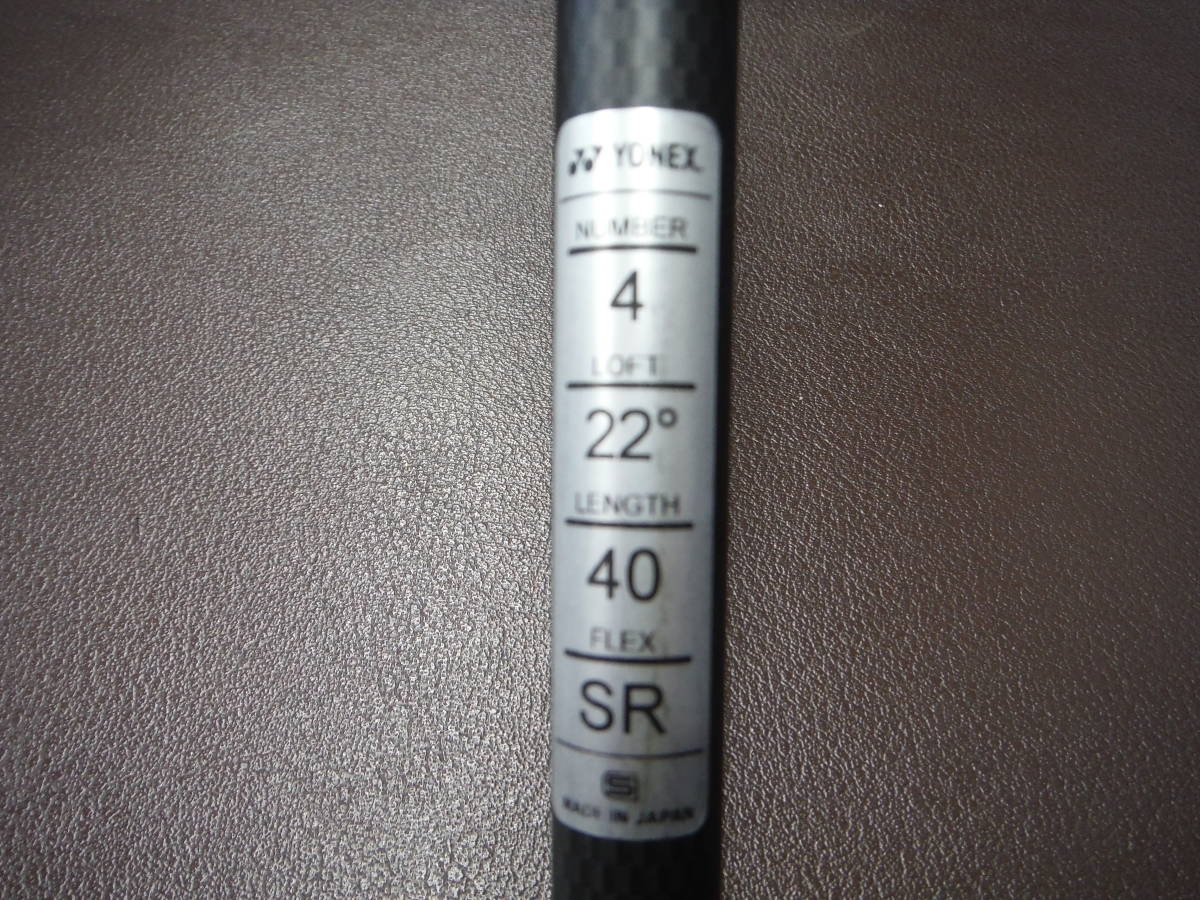 YONEX
NUMBER
4
LOFT
22°
LENGTH
40
FLEX
SR
S
MADE IN JAPAN